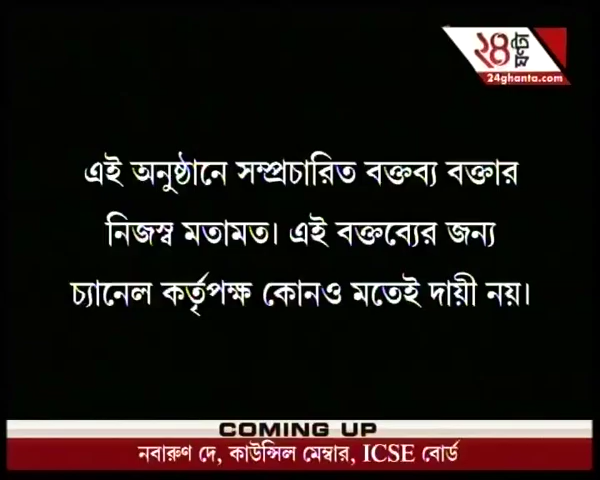 ২৪ ঘন্টা
24ghanta.com
এই অনুষ্ঠানে সম্প্রচারিত বক্তব্য বক্তার
নিজস্ব মতামত। এই বক্তব্যের জন্য
চ্যানেল কর্তৃপক্ষ কোনও মতেই দায়ী নয়।
COMING UP
নবারুণ দে, কাউন্সিল মেম্বার, ICSE বোর্ড